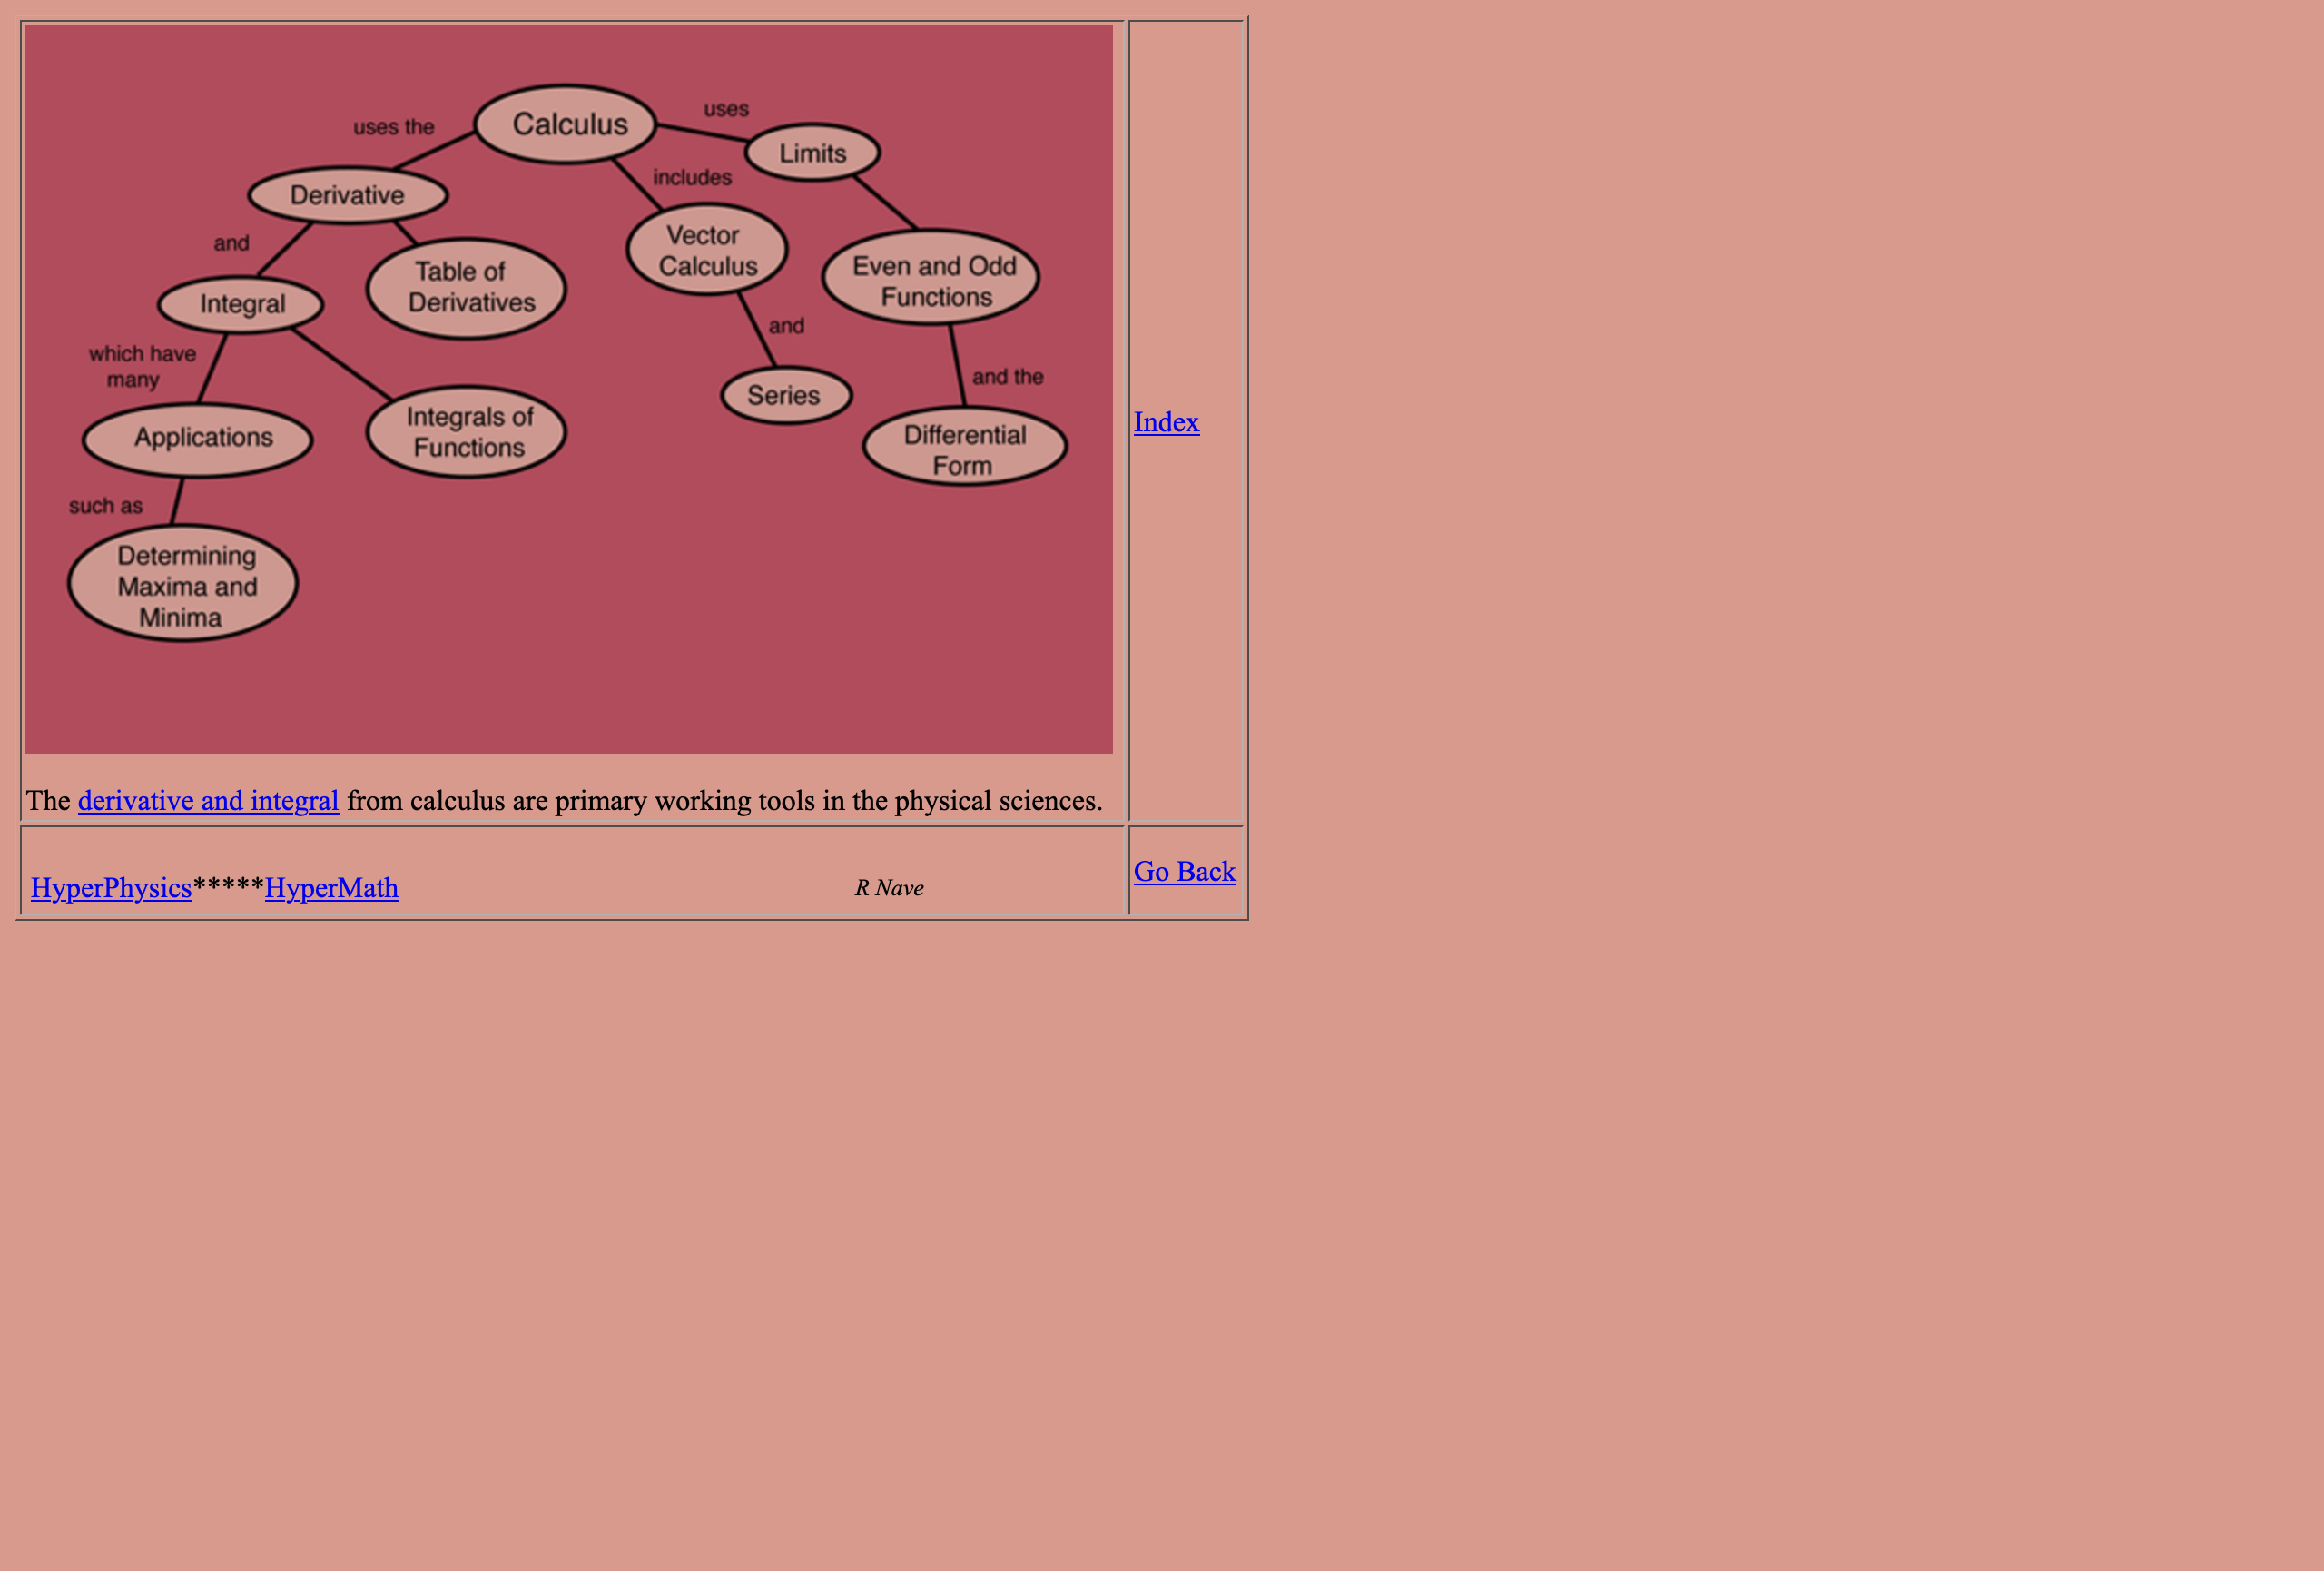 Calculus
uses the
uses
Limits
includes
Derivative
and
Table of
Derivatives
Vector
Calculus
Even and Odd
Functions
Integral
and
which have
many
Series
and the
Applications
Integrals of
Functions
Differential
Form
such as
Determining
Maxima and
Minima
Index
The derivative and integral from calculus are primary working tools in the physical sciences.
HyperPhysics*****HyperMath
R Nave
Go Back